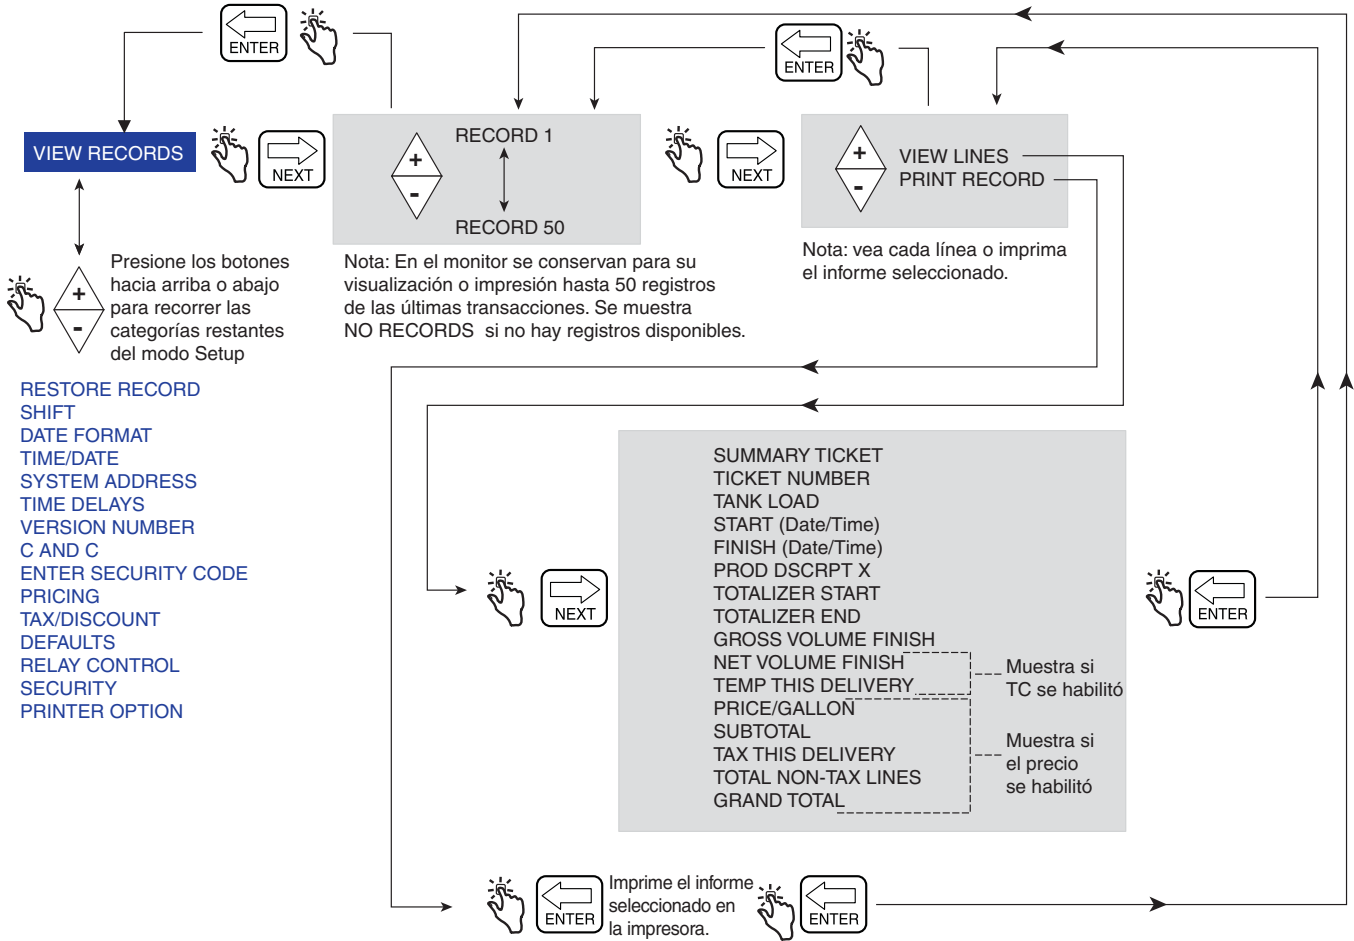 ENTER
ENTER
VIEW RECORDS
NEXT
+
-
RECORD 1
RECORD 50
NEXT
+
-
VIEW LINES
PRINT RECORD
+
-
Presione los botones
hacia arriba o abajo
para recorrer las
categorías restantes
del modo Setup
Nota: En el monitor se conservan para su
visualización o impresión hasta 50 registros
de las últimas transacciones. Se muestra
NO RECORDS si no hay registros disponibles.
Nota: vea cada línea o imprima
el informe seleccionado.
RESTORE RECORD
SHIFT
DATE FORMAT
TIME/DATE
SYSTEM ADDRESS
TIME DELAYS
VERSION NUMBER
C AND C
ENTER SECURITY CODE
PRICING
TAX/DISCOUNT
DEFAULTS
RELAY CONTROL
SECURITY
PRINTER OPTION
NEXT
SUMMARY TICKET
TICKET NUMBER
TANK LOAD
START (Date/Time)
FINISH (Date/Time)
PROD DSCRPT X
TOTALIZER START
TOTALIZER END
GROSS VOLUME FINISH
NET VOLUME FINISH
TEMP THIS DELIVERY
PRICE/GALLON
SUBTOTAL
TAX THIS DELIVERY
TOTAL NON-TAX LINES
GRAND TOTAL
Muestra si
TC se habilitó
Muestra si
el precio
se habilitó
ENTER
ENTER
Imprime el informe
seleccionado en
la impresora.
ENTER